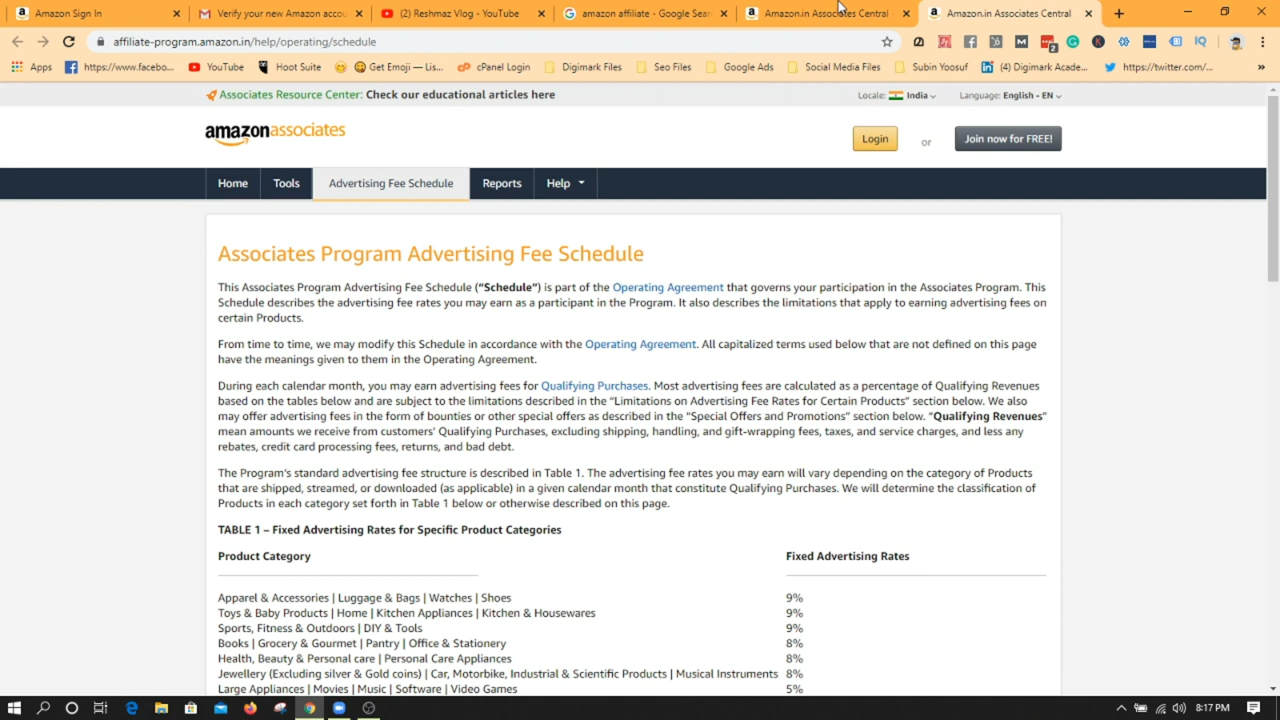 Amazon Sign In
Verify your new Amazon accou
(2) Reshmaz Vlog - YouTube
amazon affiliate - Google Sear
Amazon.in Associates Central -
Amazon.in Associates Central
affiliate-program.amazon.in/help/operating/schedule
Apps
https://www.facebo...
YouTube
Hoot Suite
Get Emoji — Lis...
cPanel Login
Digimark Files
Seo Files
Google Ads
Social Media Files
Subin Yoosuf
(4) Digimark Acade...
https://twitter.com/...
Associates Resource Center: Check our educational articles here
Locale: India
Language: English - EN
amazonassociates
Login or Join now for FREE!
Home Tools Advertising Fee Schedule Reports Help
Associates Program Advertising Fee Schedule
This Associates Program Advertising Fee Schedule (“Schedule”) is part of the Operating Agreement that governs your participation in the Associates Program. This
Schedule describes the advertising fee rates you may earn as a participant in the Program. It also describes the limitations that apply to earning advertising fees on
certain Products.
From time to time, we may modify this Schedule in accordance with the Operating Agreement. All capitalized terms used below that are not defined on this page
have the meanings given to them in the Operating Agreement.
During each calendar month, you may earn advertising fees for Qualifying Purchases. Most advertising fees are calculated as a percentage of Qualifying Revenues
based on the tables below and are subject to the limitations described in the “Limitations on Advertising Fee Rates for Certain Products” section below. We also
may offer advertising fees in the form of bounties or other special offers as described in the “Special Offers and Promotions” section below. “Qualifying Revenues”
mean amounts we receive from customers' Qualifying Purchases, excluding shipping, handling, and gift-wrapping fees, taxes, and service charges, and less any
rebates, credit card processing fees, returns, and bad debt.
The Program's standard advertising fee structure is described in Table 1. The advertising fee rates you may earn will vary depending on the category of Products
that are shipped, streamed, or downloaded (as applicable) in a given calendar month that constitute Qualifying Purchases. We will determine the classification of
Products in each category set forth in Table 1 below or otherwise described on this page.
TABLE 1 – Fixed Advertising Rates for Specific Product Categories
Product Category Fixed Advertising Rates
Apparel & Accessories | Luggage & Bags | Watches | Shoes 9%
Toys & Baby Products | Home | Kitchen Appliances | Kitchen & Housewares 9%
Sports, Fitness & Outdoors | DIY & Tools 9%
Books | Grocery & Gourmet | Pantry | Office & Stationery 8%
Health, Beauty & Personal care | Personal Care Appliances 8%
Jewellery (Excluding silver & Gold coins) | Car, Motorbike, Industrial & Scientific Products | Musical Instruments 8%
Large Appliances | Movies | Music | Software | Video Games 5%
8:17 PM